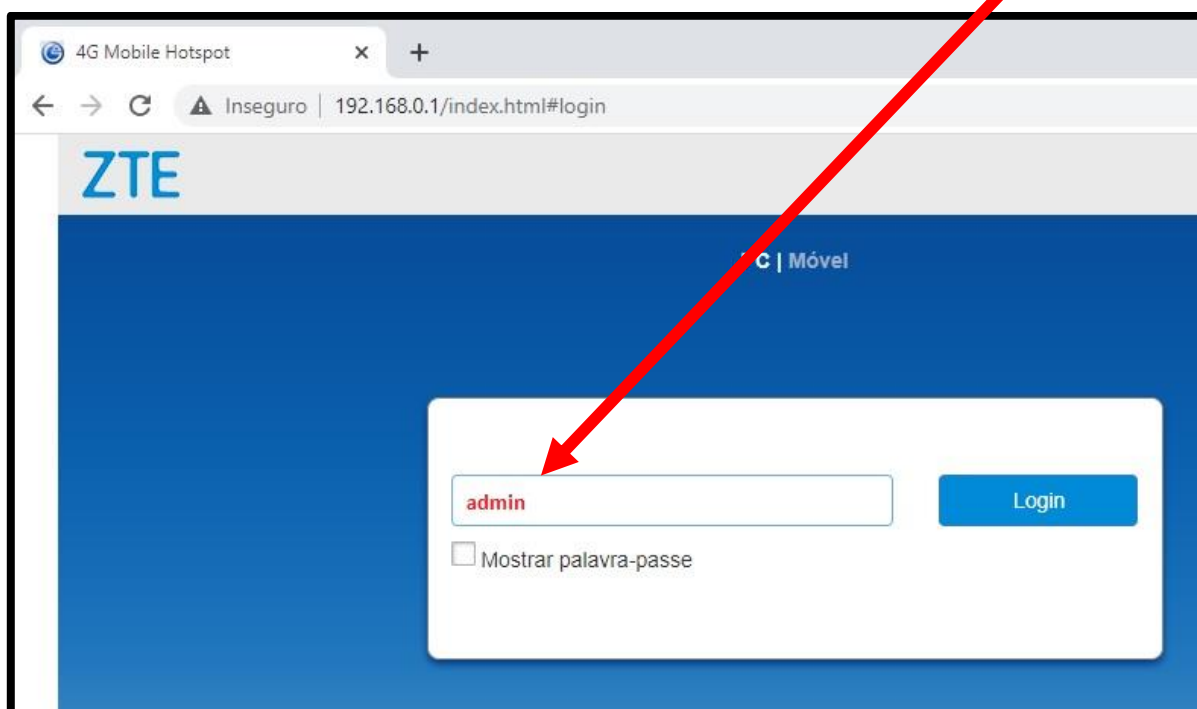 4G Mobile Hotspot
Inseguro | 192.168.0.1/index.html#login
ZTE
C | Móvel
admin
Login
Mostrar palavra-passe